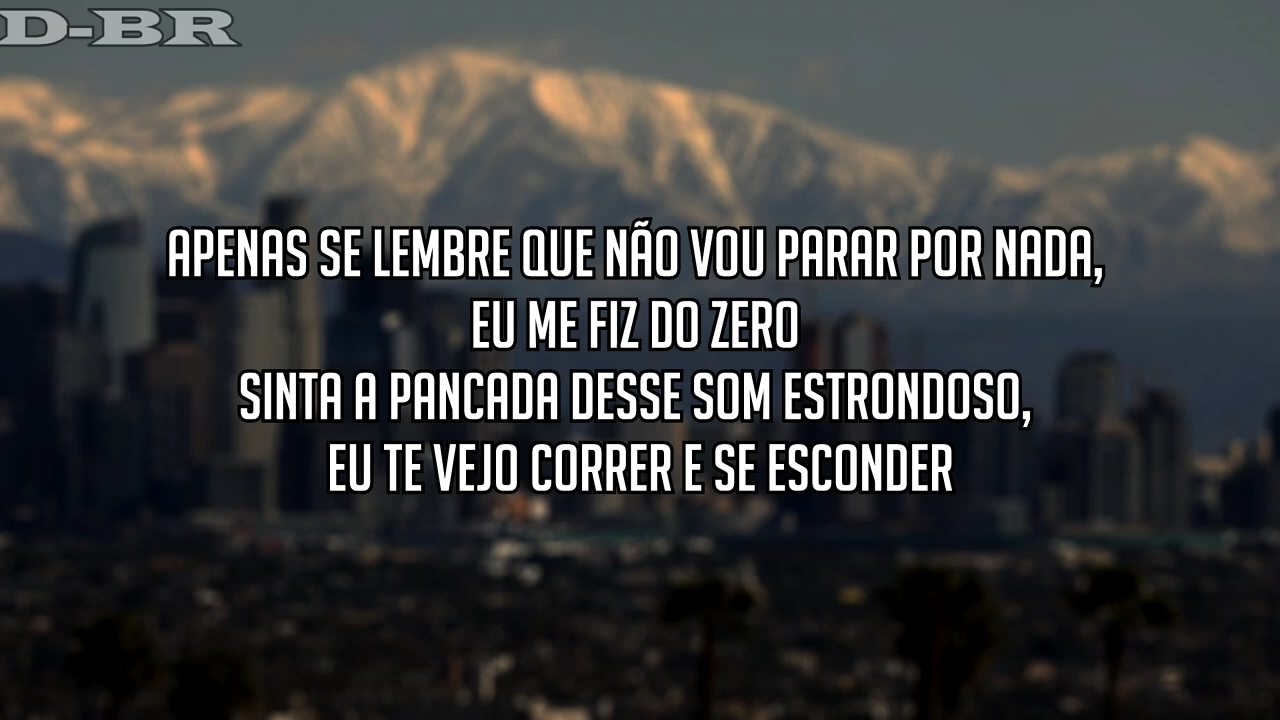 D-BR
APENAS SE LEMBRE QUE NÃO VOU PARAR POR NADA,
EU ME FIZ DO ZERO
SINTA A PANCADA DESSE SOM ESTRONDOSO,
EU TE VEJO CORRER E SE ESCONDER